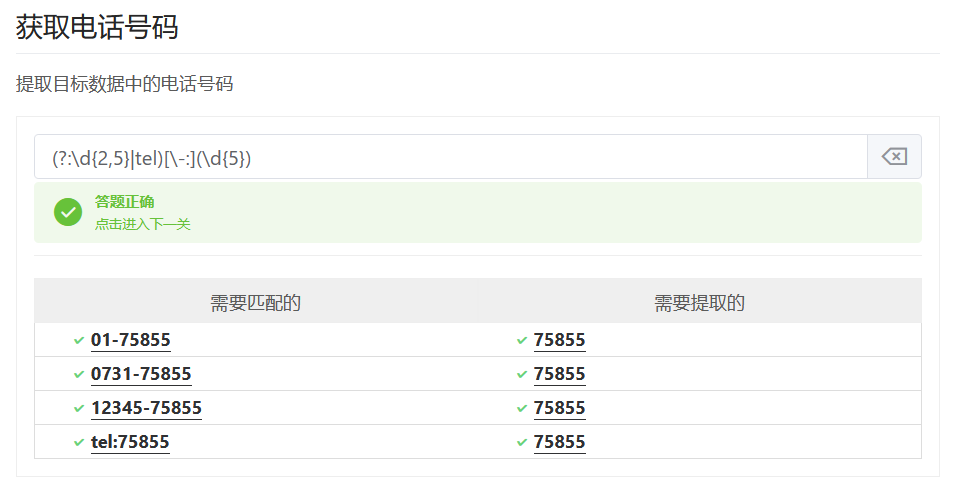 获取电话号码
提取目标数据中的电话号码
(?:\d{2,5}|tel)[\-:](\d{5})
答题正确
点击进入下一关
需要匹配的 需要提取的
01-75855 75855
0731-75855 75855
12345-75855 75855
tel:75855 75855